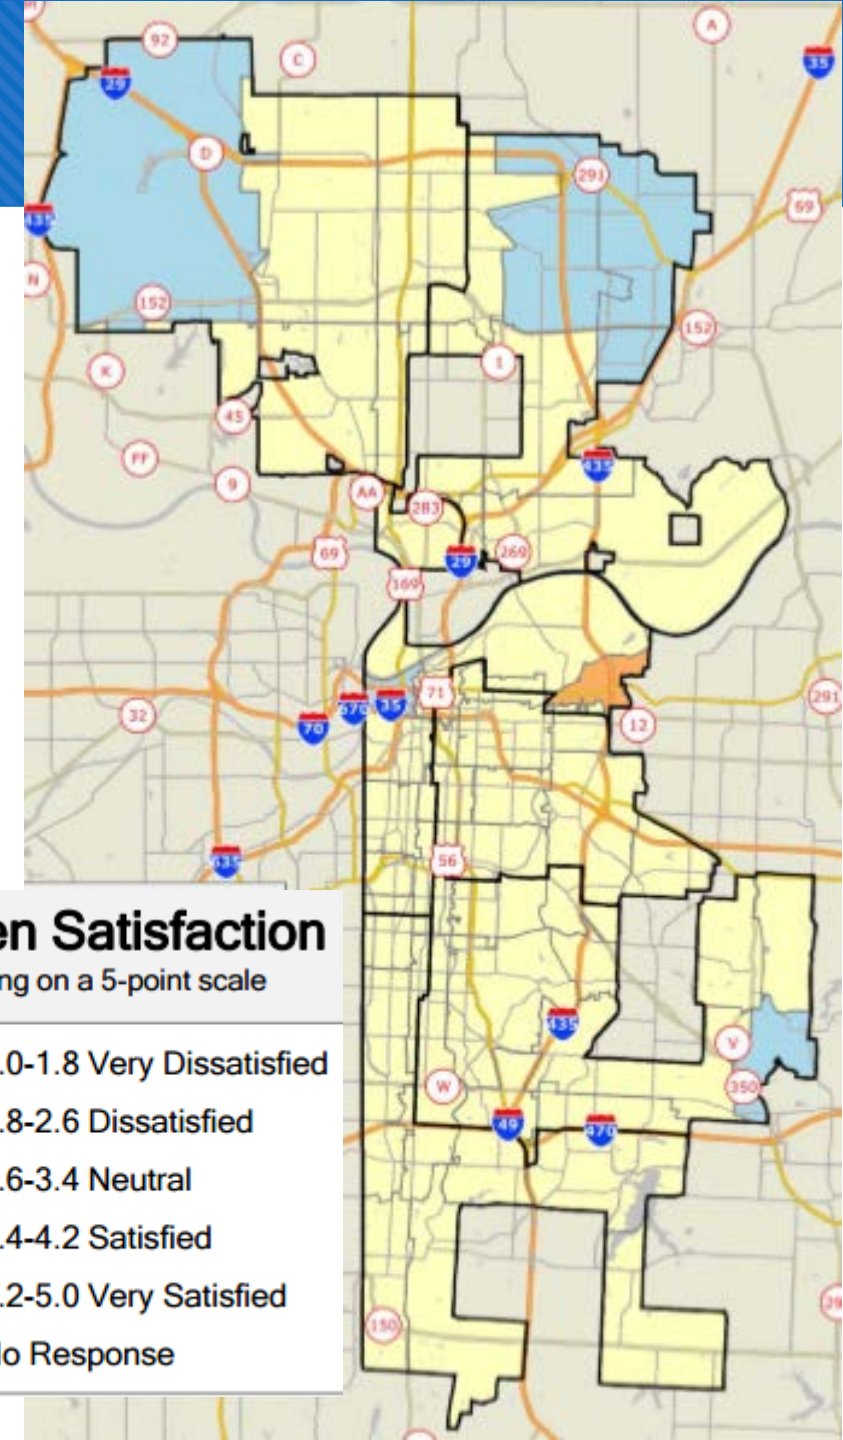 92
C
A
29
35
D
291
69
435
N
152
152
K
1
45
FF
435
9
AA
283
69
29
269
169
71
291
32
670
35
12
70
56
635
en Satisfaction
ng on a 5-point scale
435
V
.0-1.8 Very Dissatisfied
350
W
.8-2.6 Dissatisfied
49
470
.6-3.4 Neutral
.4-4.2 Satisfied
.2-5.0 Very Satisfied
150
lo Response